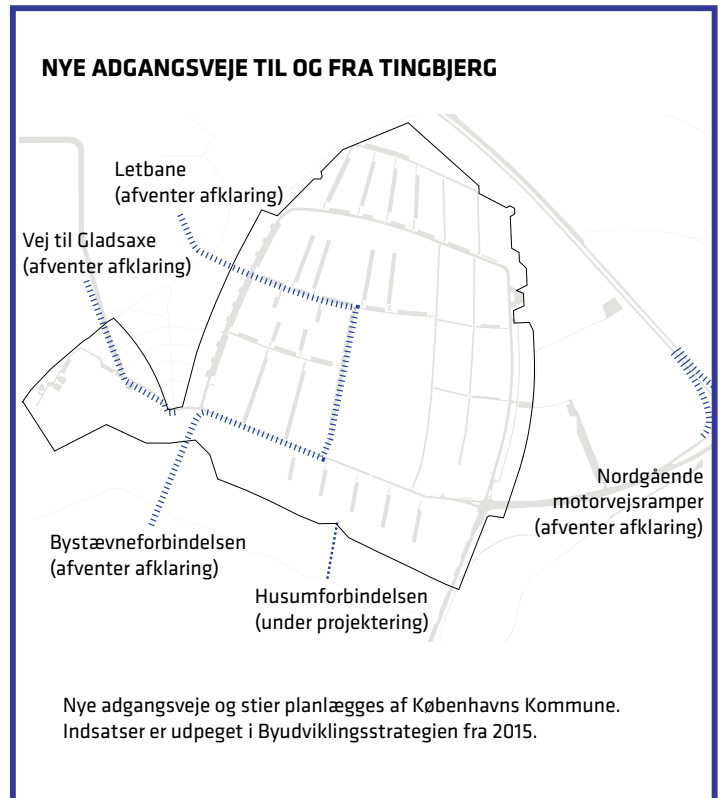 NYE ADGANGSVEJE TIL OG FRA TINGBJERG
Letbane
(afventer afklaring)
Vej til Gladsaxe
(afventer afklaring)
Nordgående
motorvejsramper
(afventer afklaring)
Bystævneforbindelsen
(afventer afklaring)
Husumforbindelsen
(under projektering)
Nye adgangsveje og stier planlægges af Københavns Kommune.
Indsatser er udpeget i Byudviklingsstrategien fra 2015.